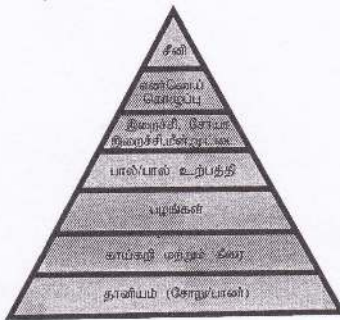 சீனி
எண்ணெய்
கொழுப்பு
இறைச்சி, சோயா
இறைச்சி,மீன்,முட்டை
பால்/பால் உற்பத்தி
பழங்கள்
காய்கறி மற்றும் கீரை
தானியம் (சோறு/பாண்)